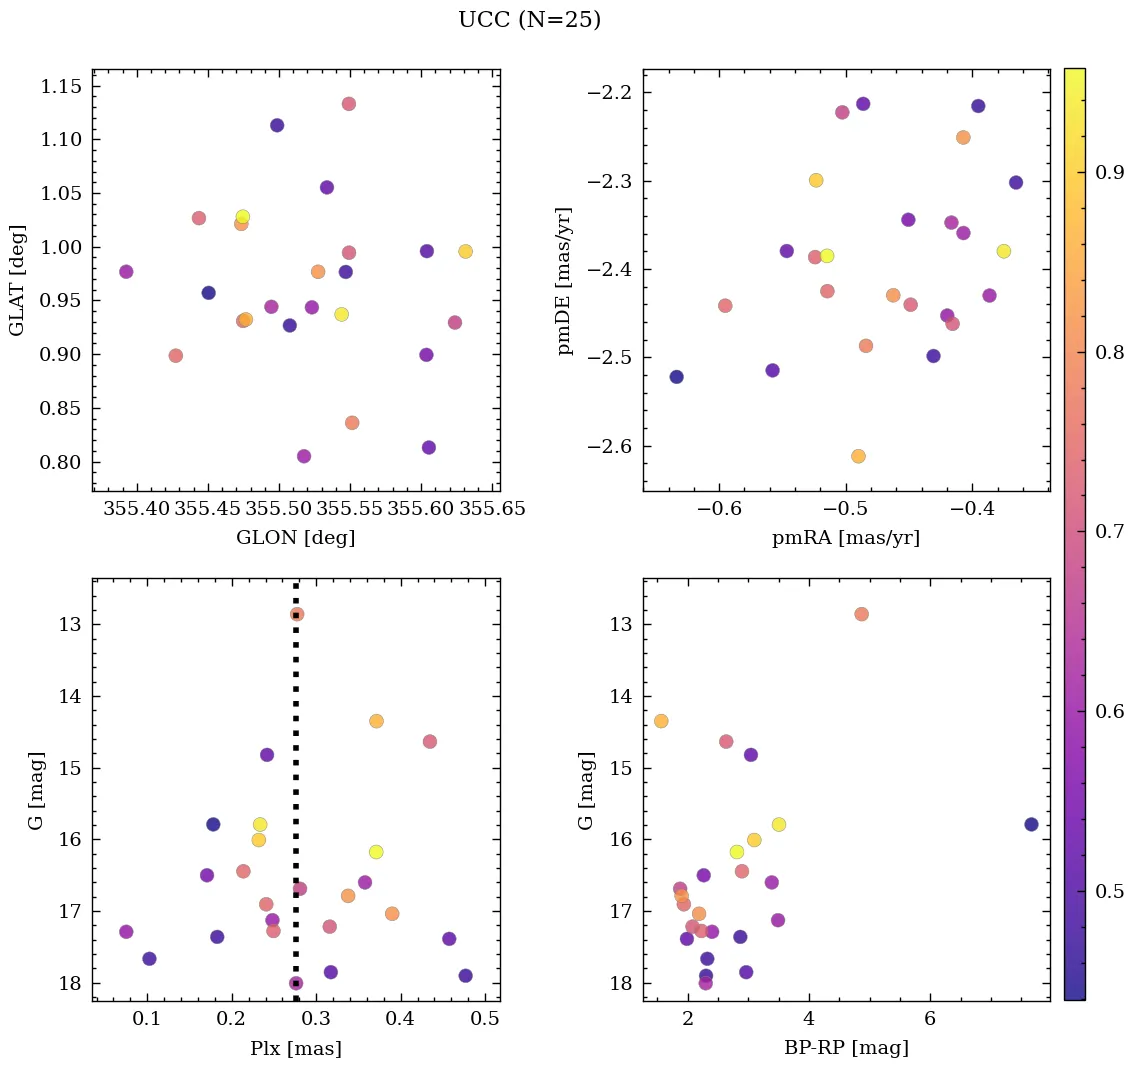 UCC (N=25)
1.15
1.10
1.05
1.00
0.95
0.90
0.85
0.80
GLAT [deg]
355.40 355.45 355.50 355.55 355.60 355.65
GLON [deg]
−2.2
−2.3
−2.4
−2.5
−2.6
pmDE [mas/yr]
−0.6 −0.5 −0.4
pmRA [mas/yr]
0.9
0.8
0.7
0.6
0.5
13
14
15
16
17
18
G [mag]
0.1 0.2 0.3 0.4 0.5
Plx [mas]
13
14
15
16
17
18
G [mag]
2 4 6
BP-RP [mag]